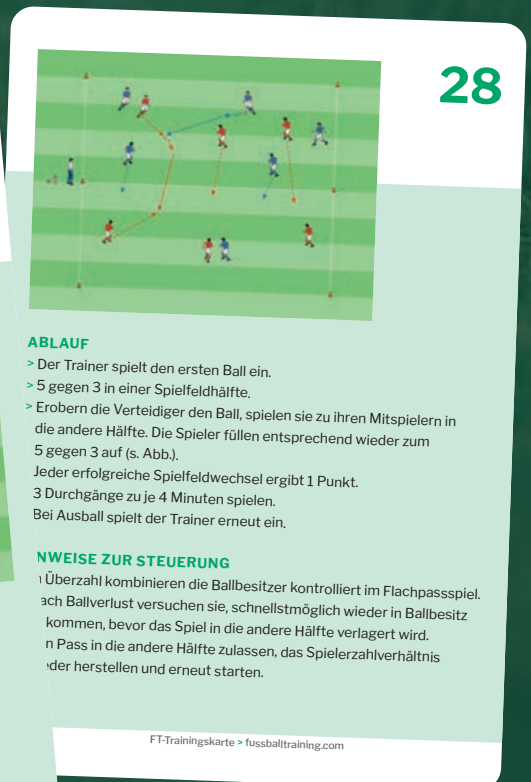 28
ABLAUF
> Der Trainer spielt den ersten Ball ein.
> 5 gegen 3 in einer Spielfeldhälfte.
> Erobern die Verteidiger den Ball, spielen sie zu ihren Mitspielern in
die andere Hälfte. Die Spieler füllen entsprechend wieder zum
5 gegen 3 auf (s. Abb.).
Jeder erfolgreiche Spielfeldwechsel ergibt 1 Punkt.
3 Durchgänge zu je 4 Minuten spielen.
Bei Ausball spielt der Trainer erneut ein.
NWEISE ZUR STEUERUNG
n Überzahl kombinieren die Ballbesitzer kontrolliert im Flachpassspiel.
ach Ballverlust versuchen sie, schnellstmöglich wieder in Ballbesitz
kommen, bevor das Spiel in die andere Hälfte verlagert wird.
n Pass in die andere Hälfte zulassen, das Spielerzahlverhältnis
eder herstellen und erneut starten.
FT-Trainingskarte > fussballtraining.com